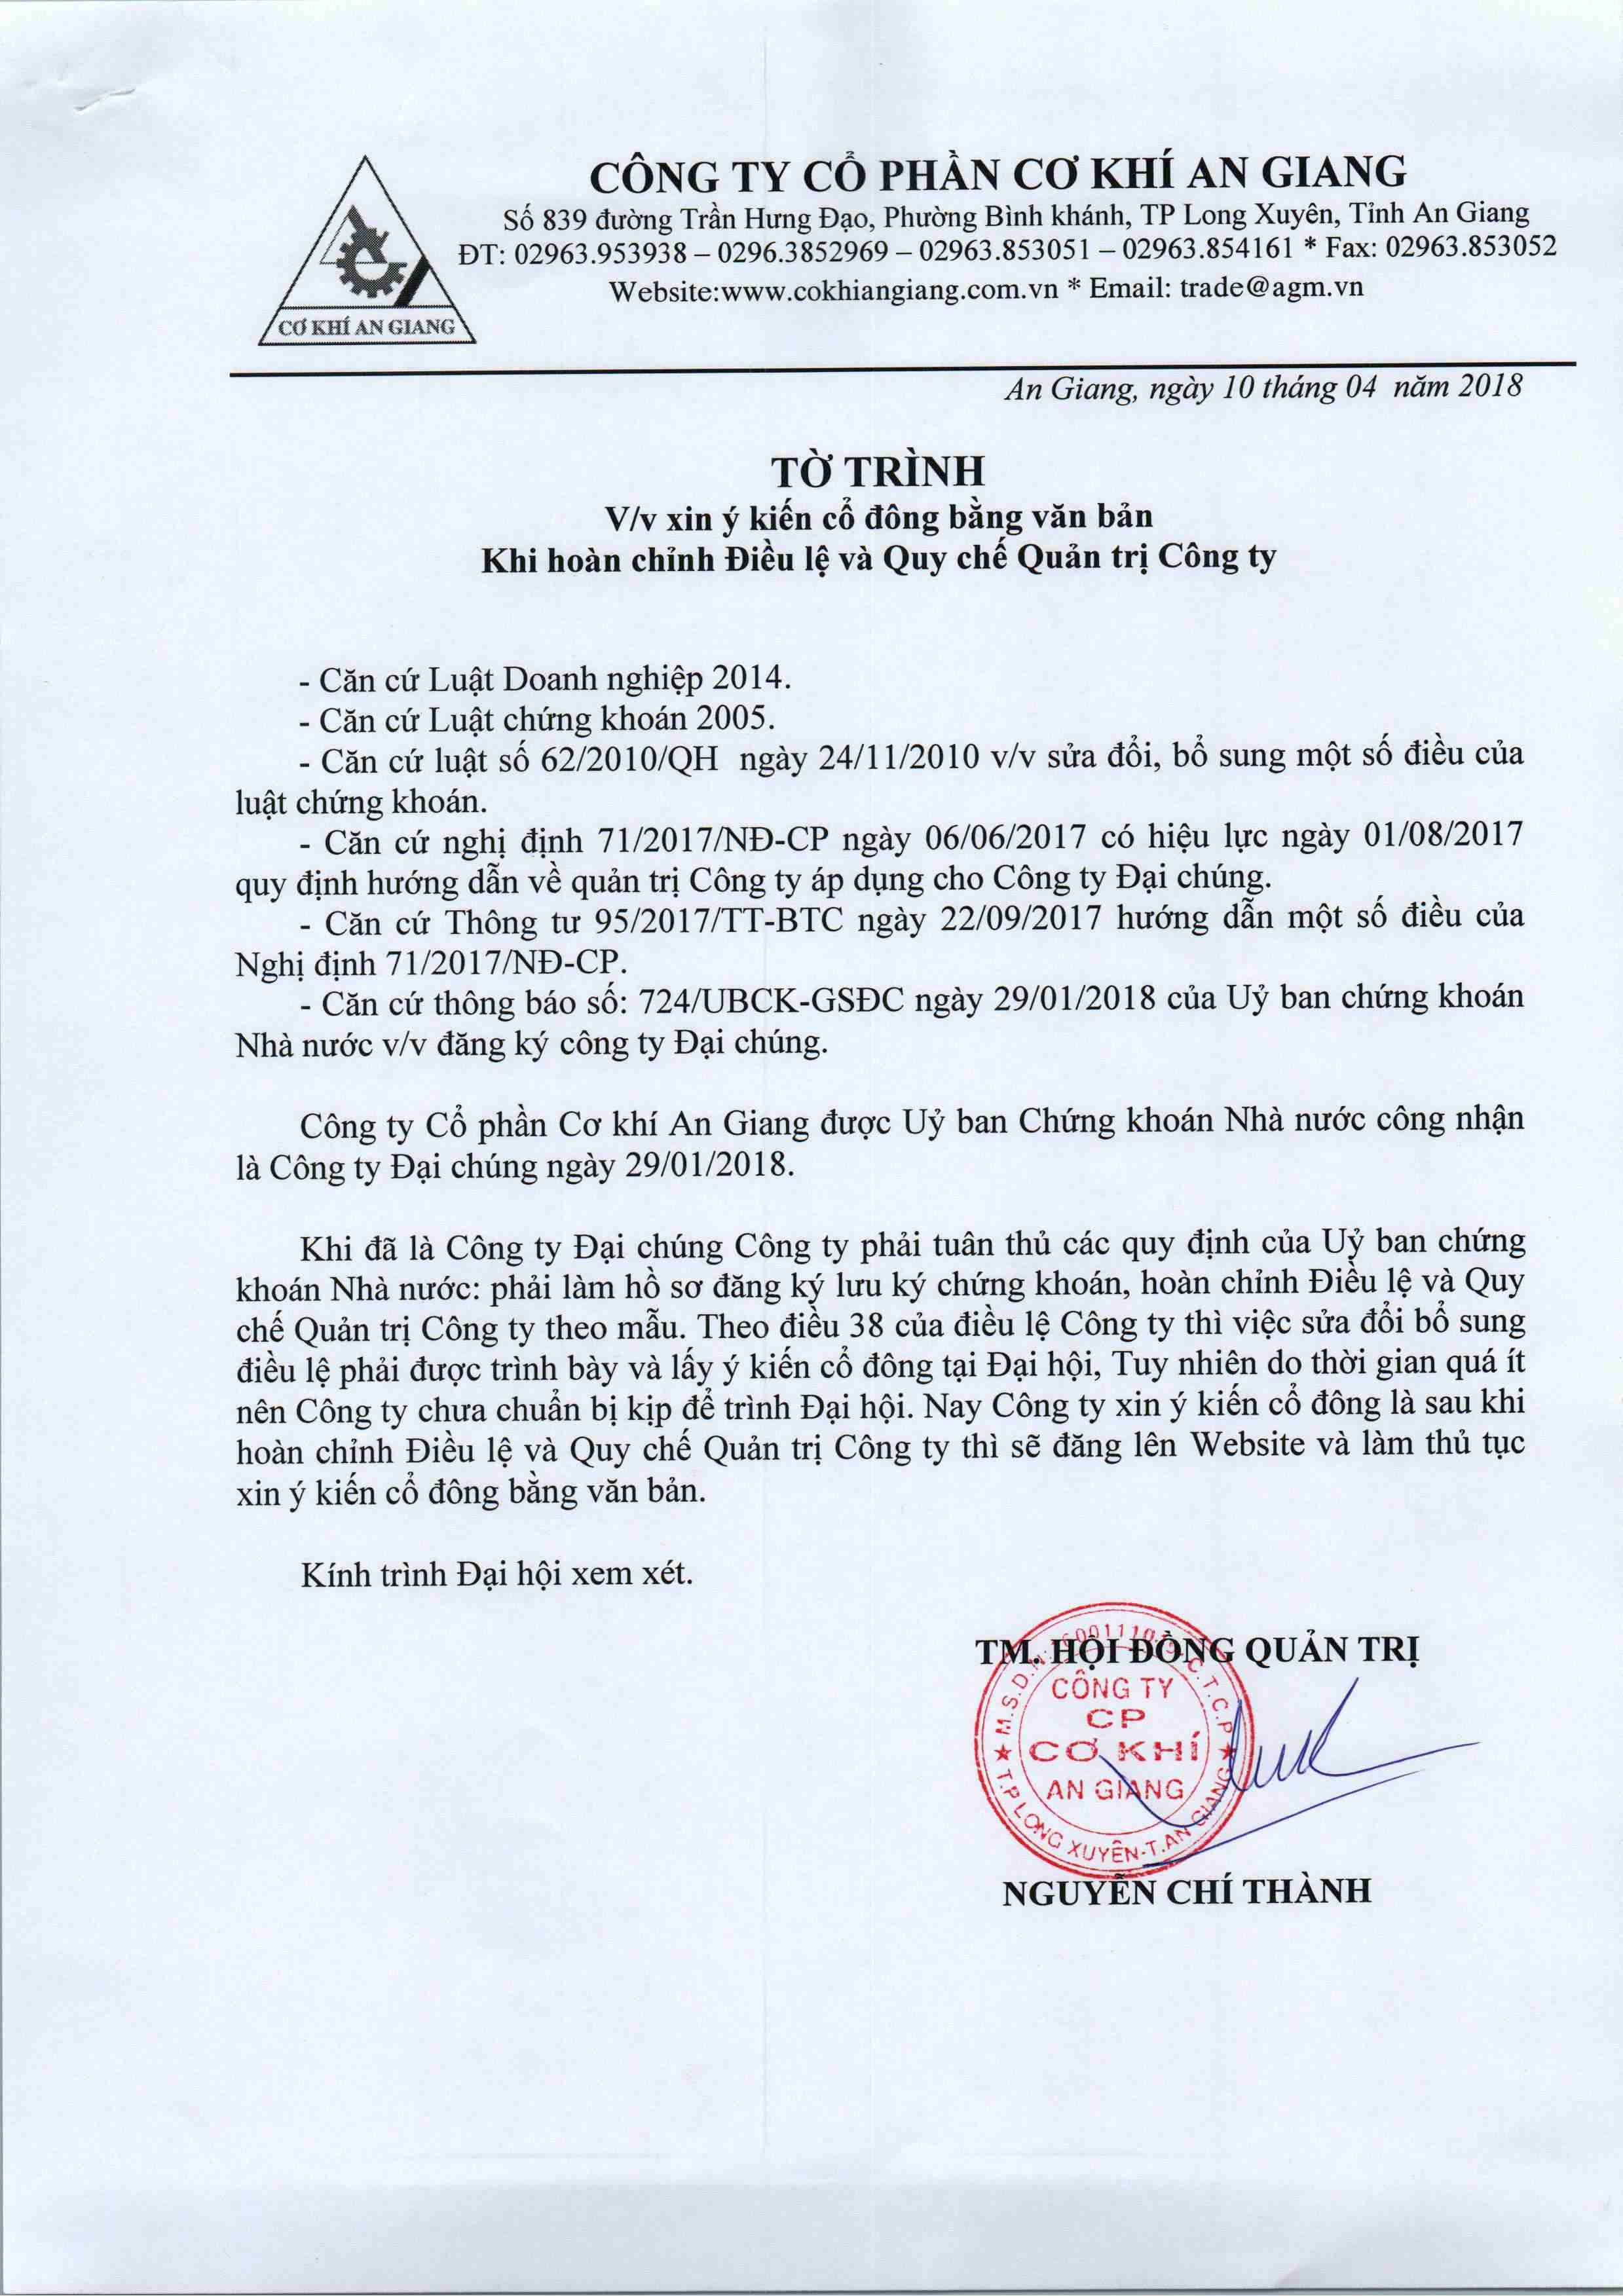 CÔNG TY CỔ PHẦN CƠ KHÍ AN GIANG
Số 839 đường Trần Hưng Đạo, Phường Bình khánh, TP Long Xuyên, Tỉnh An Giang
ĐT: 02963.953938 – 0296.3852969 – 02963.853051 – 02963.854161 * Fax: 02963.853052
Website:www.cokhiangiang.com.vn * Email: trade@agm.vn
CƠ KHÍ AN GIANG
An Giang, ngày 10 tháng 04 năm 2018
TỜ TRÌNH
V/v xin ý kiến cổ đông bằng văn bản
Khi hoàn chỉnh Điều lệ và Quy chế Quản trị Công ty
- Căn cứ Luật Doanh nghiệp 2014.
- Căn cứ Luật chứng khoán 2005.
- Căn cứ luật số 62/2010/QH ngày 24/11/2010 v/v sửa đổi, bổ sung một số điều của
luật chứng khoán.
- Căn cứ nghị định 71/2017/NĐ-CP ngày 06/06/2017 có hiệu lực ngày 01/08/2017
quy định hướng dẫn về quản trị Công ty áp dụng cho Công ty Đại chúng.
- Căn cứ Thông tư 95/2017/TT-BTC ngày 22/09/2017 hướng dẫn một số điều của
Nghị định 71/2017/NĐ-CP.
- Căn cứ thông báo số: 724/UBCK-GSĐC ngày 29/01/2018 của Uỷ ban chứng khoán
Nhà nước v/v đăng ký công ty Đại chúng.
Công ty Cổ phần Cơ khí An Giang được Uỷ ban Chứng khoán Nhà nước công nhận
là Công ty Đại chúng ngày 29/01/2018.
Khi đã là Công ty Đại chúng Công ty phải tuân thủ các quy định của Uỷ ban chứng
khoán Nhà nước: phải làm hồ sơ đăng ký lưu ký chứng khoán, hoàn chỉnh Điều lệ và Quy
chế Quản trị Công ty theo mẫu. Theo điều 38 của điều lệ Công ty thì việc sửa đổi bổ sung
điều lệ phải được trình bày và lấy ý kiến cổ đông tại Đại hội, Tuy nhiên do thời gian quá ít
nên Công ty chưa chuẩn bị kịp để trình Đại hội. Nay Công ty xin ý kiến cổ đông là sau khi
hoàn chỉnh Điều lệ và Quy chế Quản trị Công ty thì sẽ đăng lên Website và làm thủ tục
xin ý kiến cổ đông bằng văn bản.
Kính trình Đại hội xem xét.
TM. HỘI ĐỒNG QUẢN TRỊ
M.S.D.N: C.T.C.P
CÔNG TY
CP
CƠ KHÍ
AN GIANG
T.P LONG XUYÊN-T.AN GIANG
NGUYỄN CHÍ THÀNH